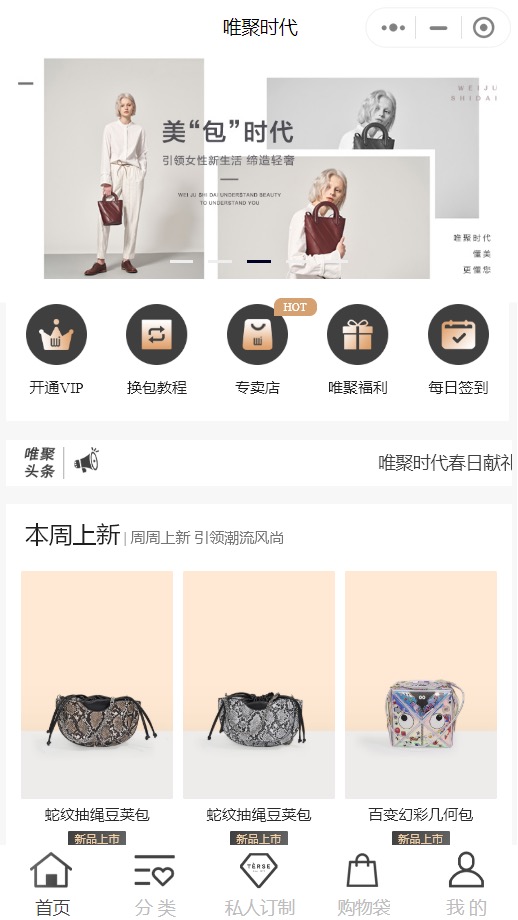 唯聚时代
WEIJU
SHIDAI
美“包”时代
引领女性新生活 缔造轻奢
WEI JU SHI DAI UNDERSTAND BEAUTY
TO UNDERSTAND YOU
唯聚时代
懂美
更懂您
HOT
开通VIP
换包教程
专卖店
唯聚福利
每日签到
唯聚
头条
唯聚时代春日献礼
本周上新 | 周周上新 引领潮流风尚
蛇纹抽绳豆荚包
蛇纹抽绳豆荚包
百变幻彩几何包
新品上市
新品上市
新品上市
TÉRSE
首页
分 类
私人订制
购物袋
我 的